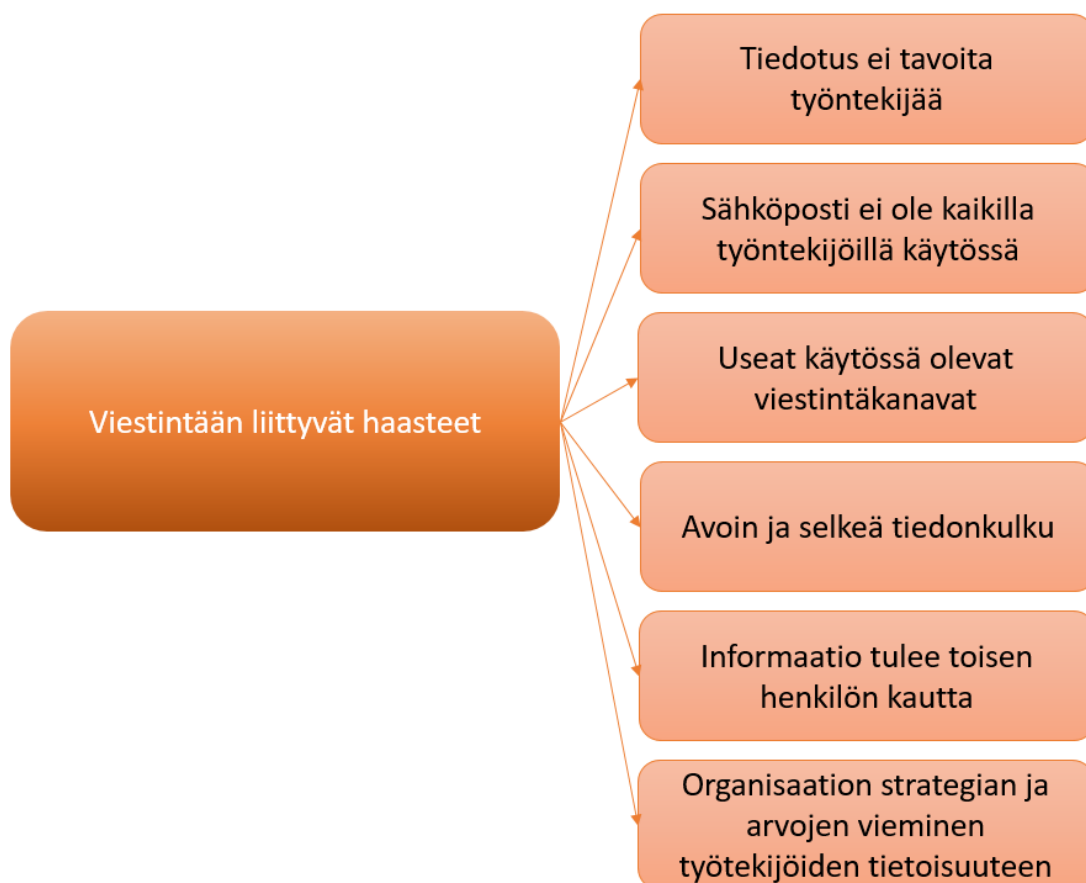 Viestintään liittyvät haasteet
Tiedotus ei tavoita
työntekijää
Sähköposti ei ole kaikilla
työntekijöillä käytössä
Useat käytössä olevat
viestintäkanavat
Avoin ja selkeä tiedonkulku
Informaatio tulee toisen
henkilön kautta
Organisaation strategian ja
arvojen vieminen
työtekijöiden tietoisuuteen